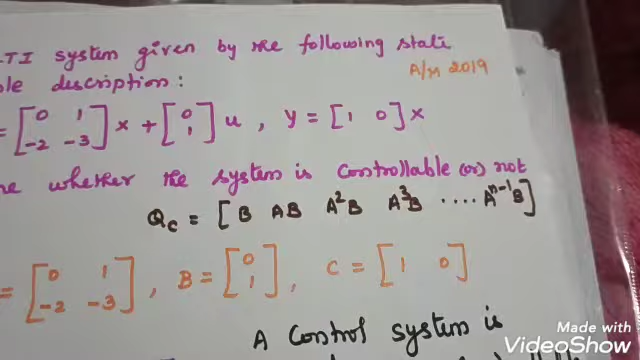 LTI system given by the following state
description:
A/M 2019
= [0 1 -2 -3] x + [0 1] u , y = [1 0] x
whether the system is controllable (or) not
Qc = [B AB A²B A³B .... Aⁿ⁻¹B]
= [0 1 -2 -3] , B = [0 1] , C = [1 0]
A control system is
Made with
VideoShow